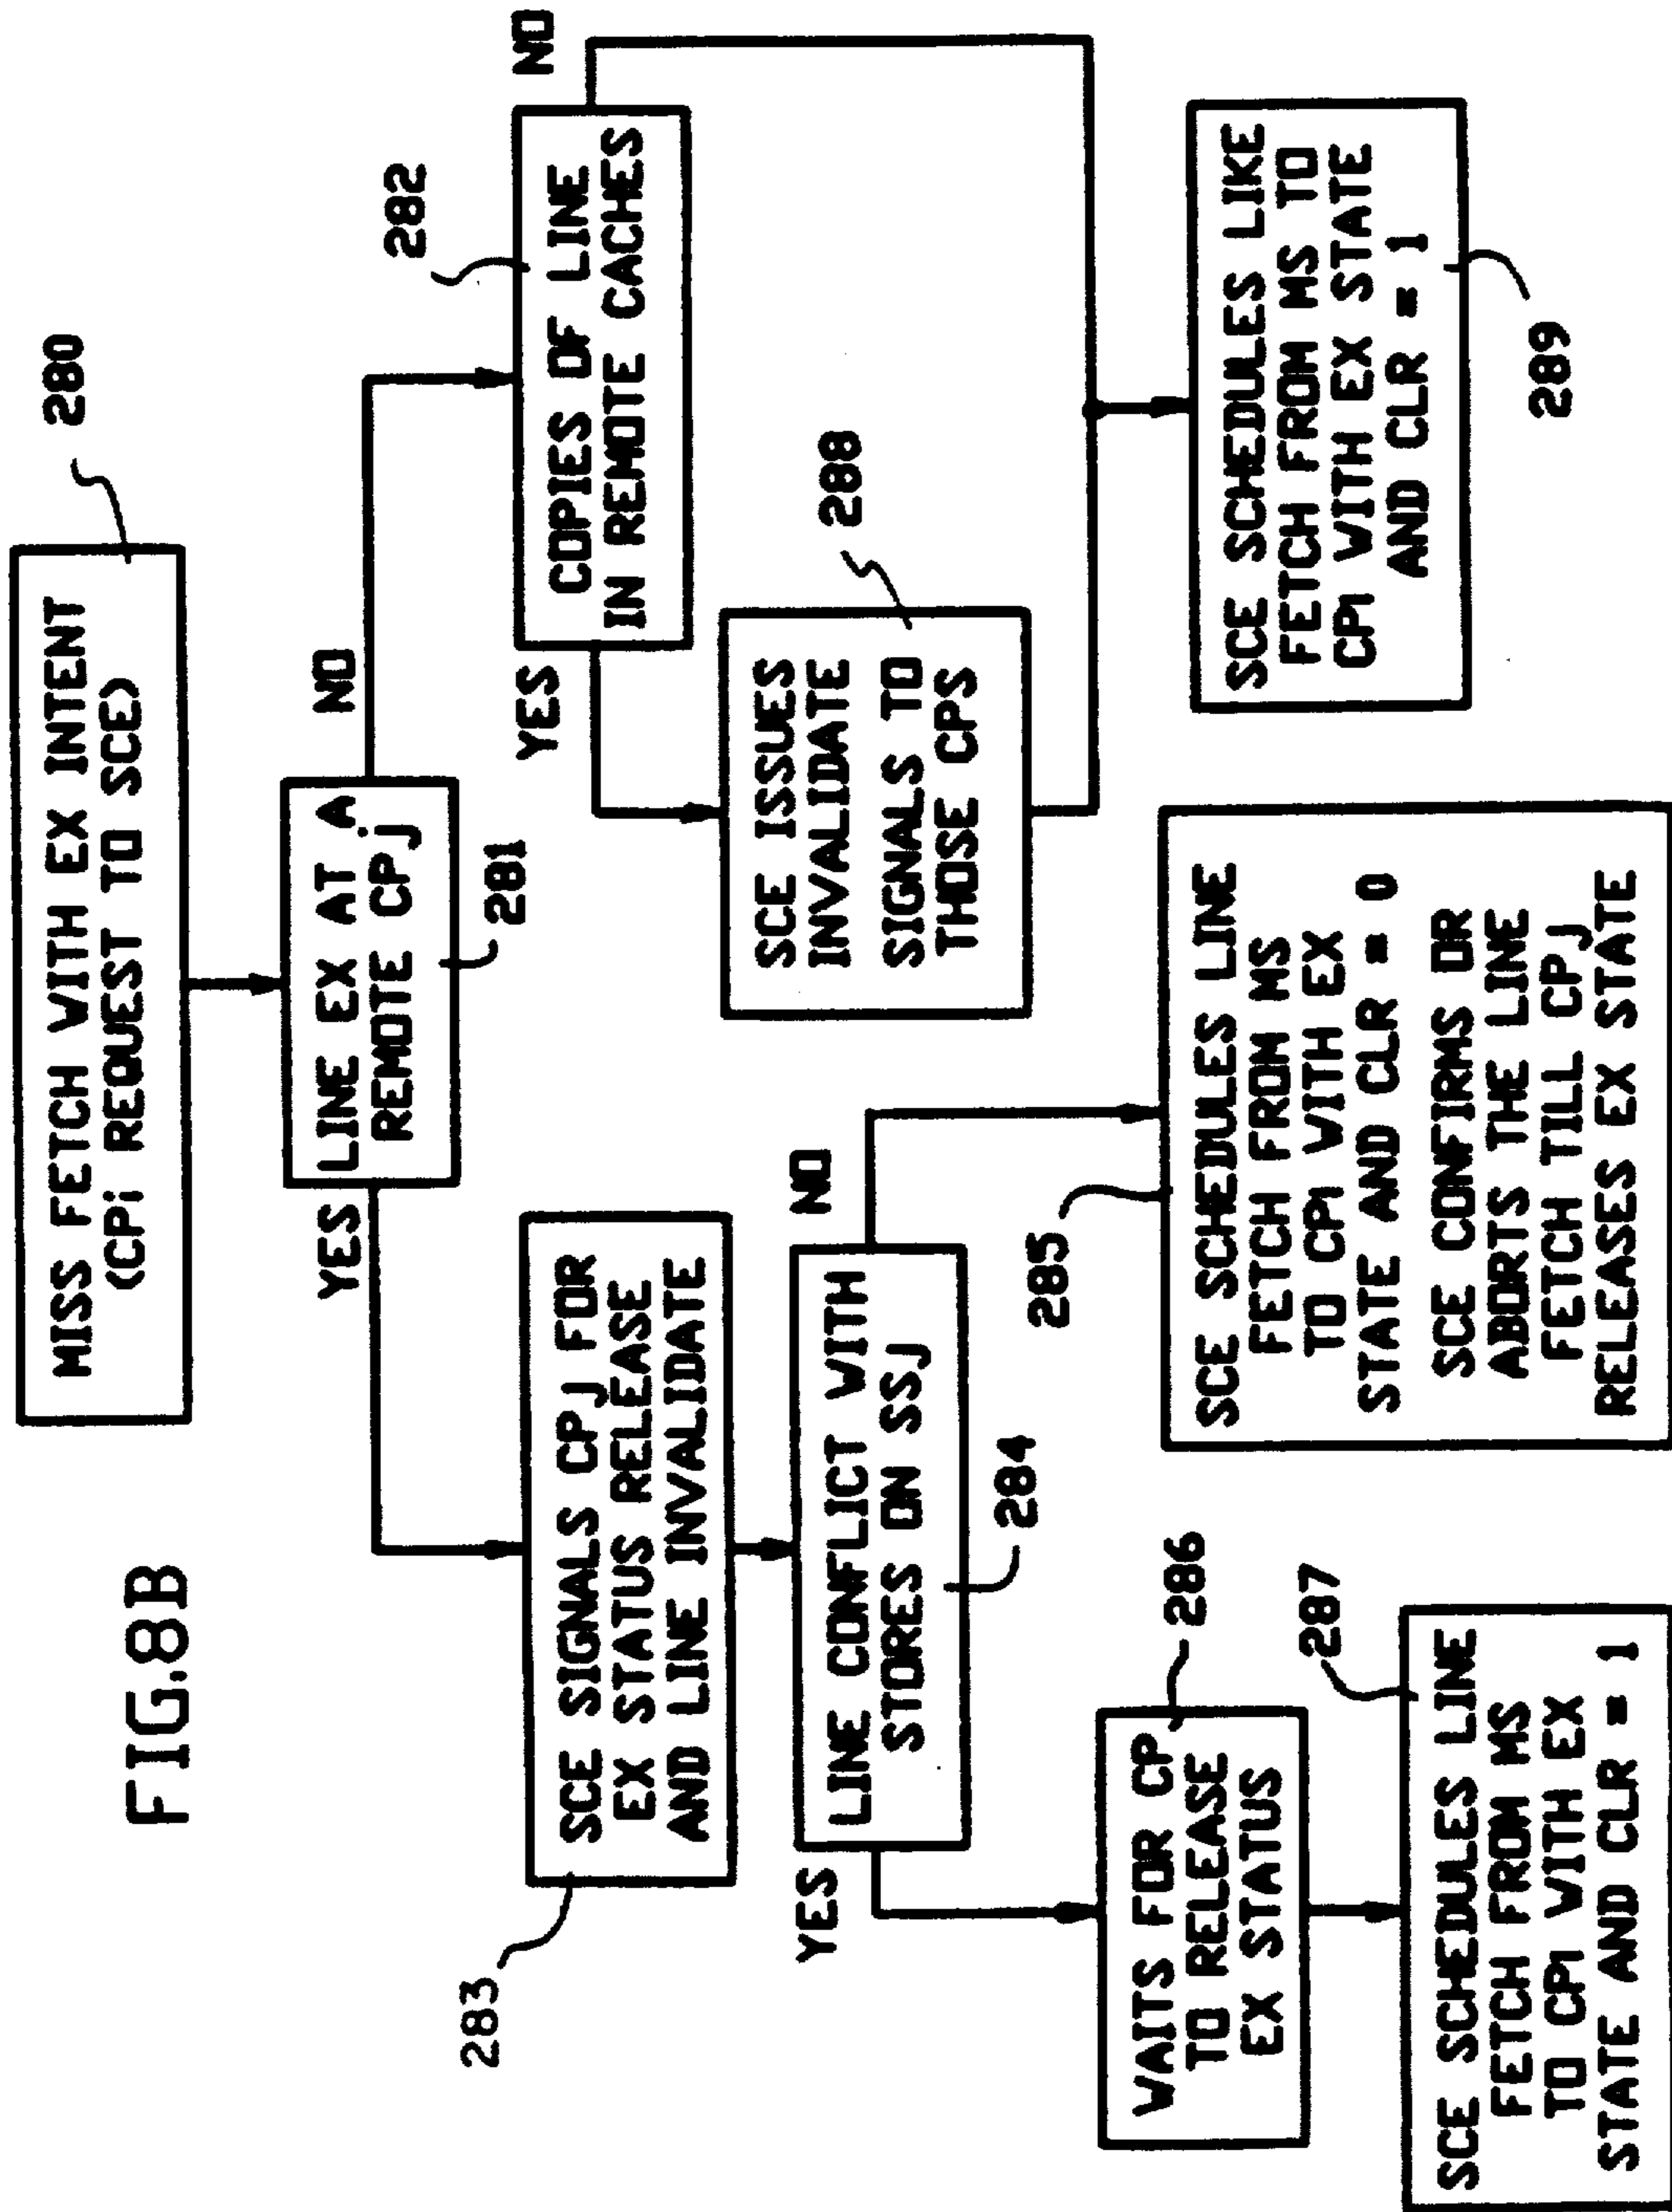 FIG.8B
MISS FETCH WITH EX INTENT
(CPi REQUEST TO SCE)
280
LINE EX AT A
REMOTE CPj
281
YES
NO
COPIES OF LINE
IN REMOTE CACHES
282
YES
NO
SCE SIGNALS CPJ FOR
EX STATUS RELEASE
AND LINE INVALIDATE
283
SCE ISSUES
INVALIDATE
SIGNALS TO
THOSE CPS
288
LINE CONFLICT WITH
STORES ON SSJ
284
YES
NO
WAITS FOR CP
TO RELEASE
EX STATUS
286
SCE SCHEDULES LINE
FETCH FROM MS
TO CPI WITH EX
STATE AND CLR = 0
SCE CONFIRMS OR
ABORTS THE LINE
FETCH TILL CPJ
RELEASES EX STATE
285
SCE SCHEDULES LIKE
FETCH FROM MS TO
CPI WITH EX STATE
AND CLR = 1
289
SCE SCHEDULES LINE
FETCH FROM MS
TO CPI WITH EX
STATE AND CLR = 1
287